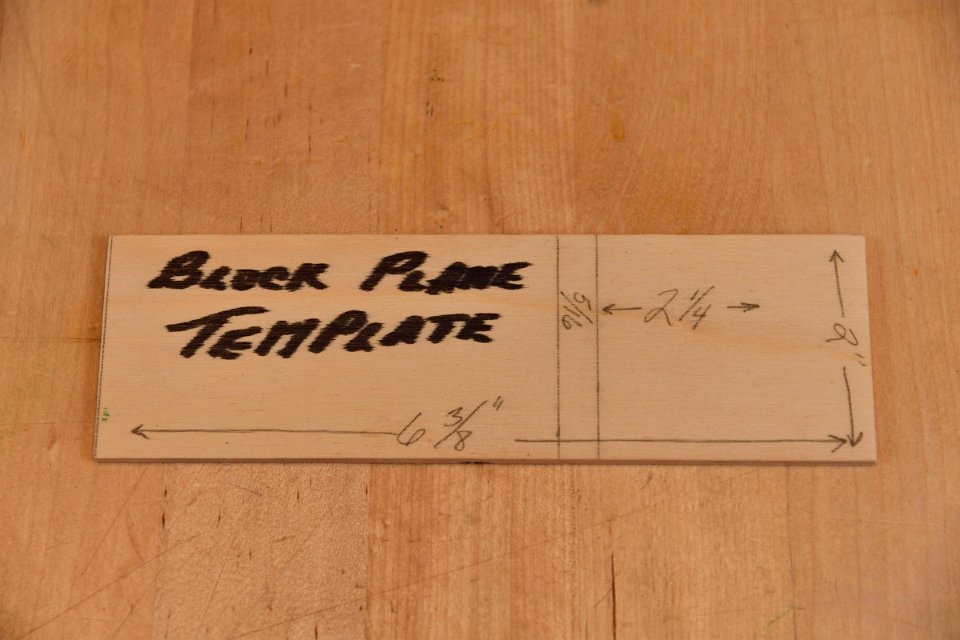 BLOCK PLANE
TEMPLATE
5/16
2 1/4
2"
6 3/8"